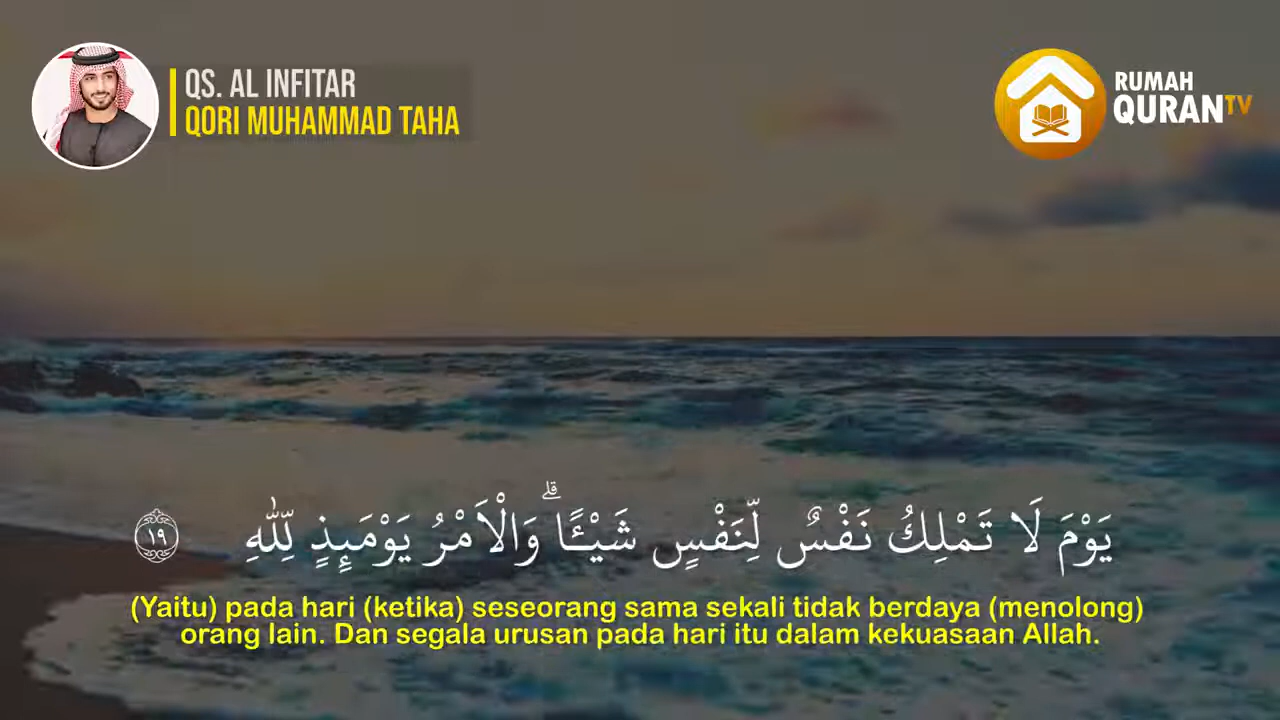 QS. AL INFITAR
QORI MUHAMMAD TAHA
RUMAH
QURANTV
يَوْمَ لَا تَمْلِكُ نَفْسٌ لِّنَفْسٍ شَيْـًٔاۗ وَالْاَمْرُ يَوْمَىِٕذٍ لِّلّٰهِ ١٩
(Yaitu) pada hari (ketika) seseorang sama sekali tidak berdaya (menolong)
orang lain. Dan segala urusan pada hari itu dalam kekuasaan Allah.